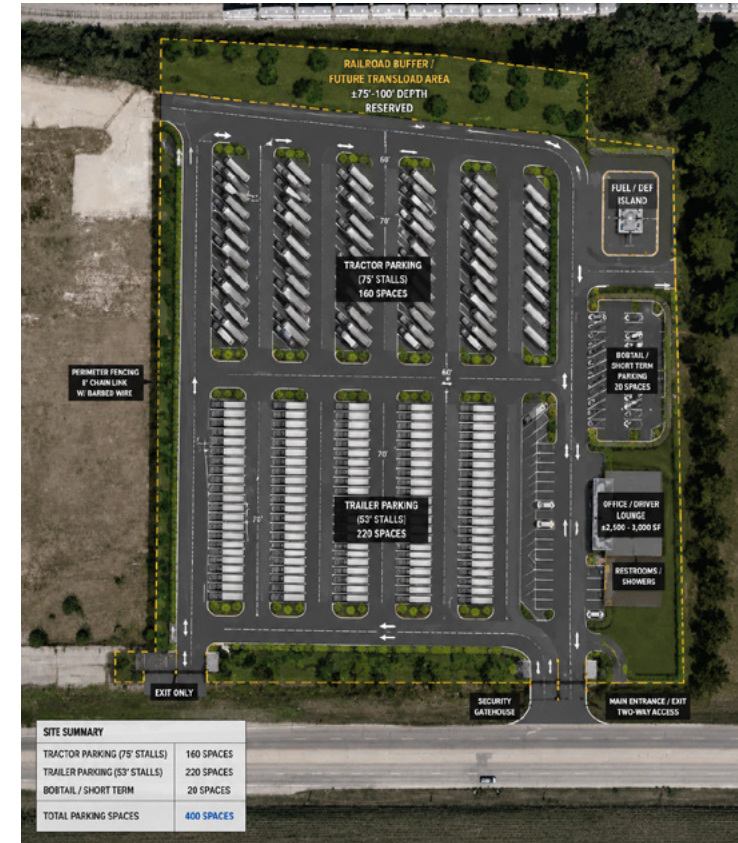 RAILROAD BUFFER /
FUTURE TRANSLOAD AREA
±75'-100' DEPTH
RESERVED
60'
FUEL / DEF
ISLAND
70'
TRACTOR PARKING
(75' STALLS)
160 SPACES
PERIMETER FENCING
8' CHAIN LINK
W/ BARBED WIRE
60'
BOBTAIL /
SHORT TERM
PARKING
20 SPACES
70'
TRAILER PARKING
(53' STALLS)
220 SPACES
OFFICE / DRIVER
LOUNGE
±2,500 - 3,000 SF
RESTROOMS /
SHOWERS
EXIT ONLY
SECURITY
GATEHOUSE
MAIN ENTRANCE / EXIT
TWO-WAY ACCESS
SITE SUMMARY
TRACTOR PARKING (75' STALLS) 160 SPACES
TRAILER PARKING (53' STALLS) 220 SPACES
BOBTAIL / SHORT TERM 20 SPACES
TOTAL PARKING SPACES 400 SPACES